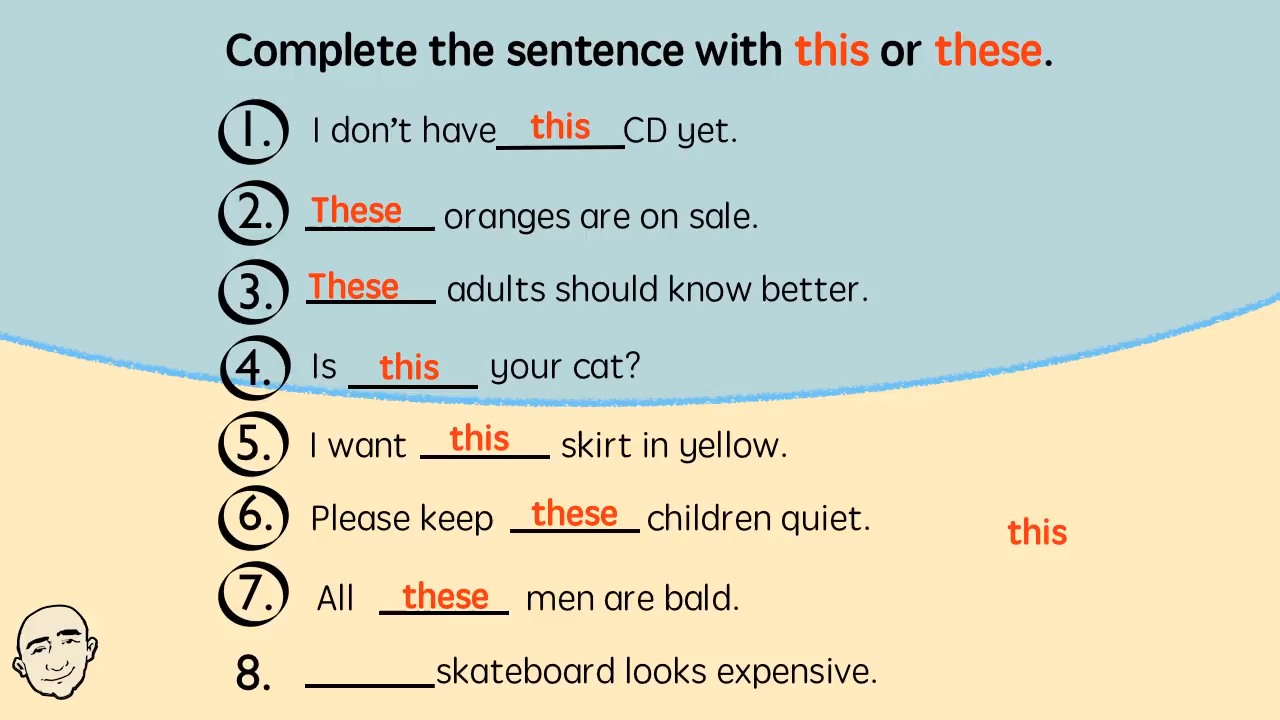 Complete the sentence with this or these.
1. I don't have this CD yet.
2. These oranges are on sale.
3. These adults should know better.
4. Is this your cat?
5. I want this skirt in yellow.
6. Please keep these children quiet.
this
7. All these men are bald.
8. ______ skateboard looks expensive.